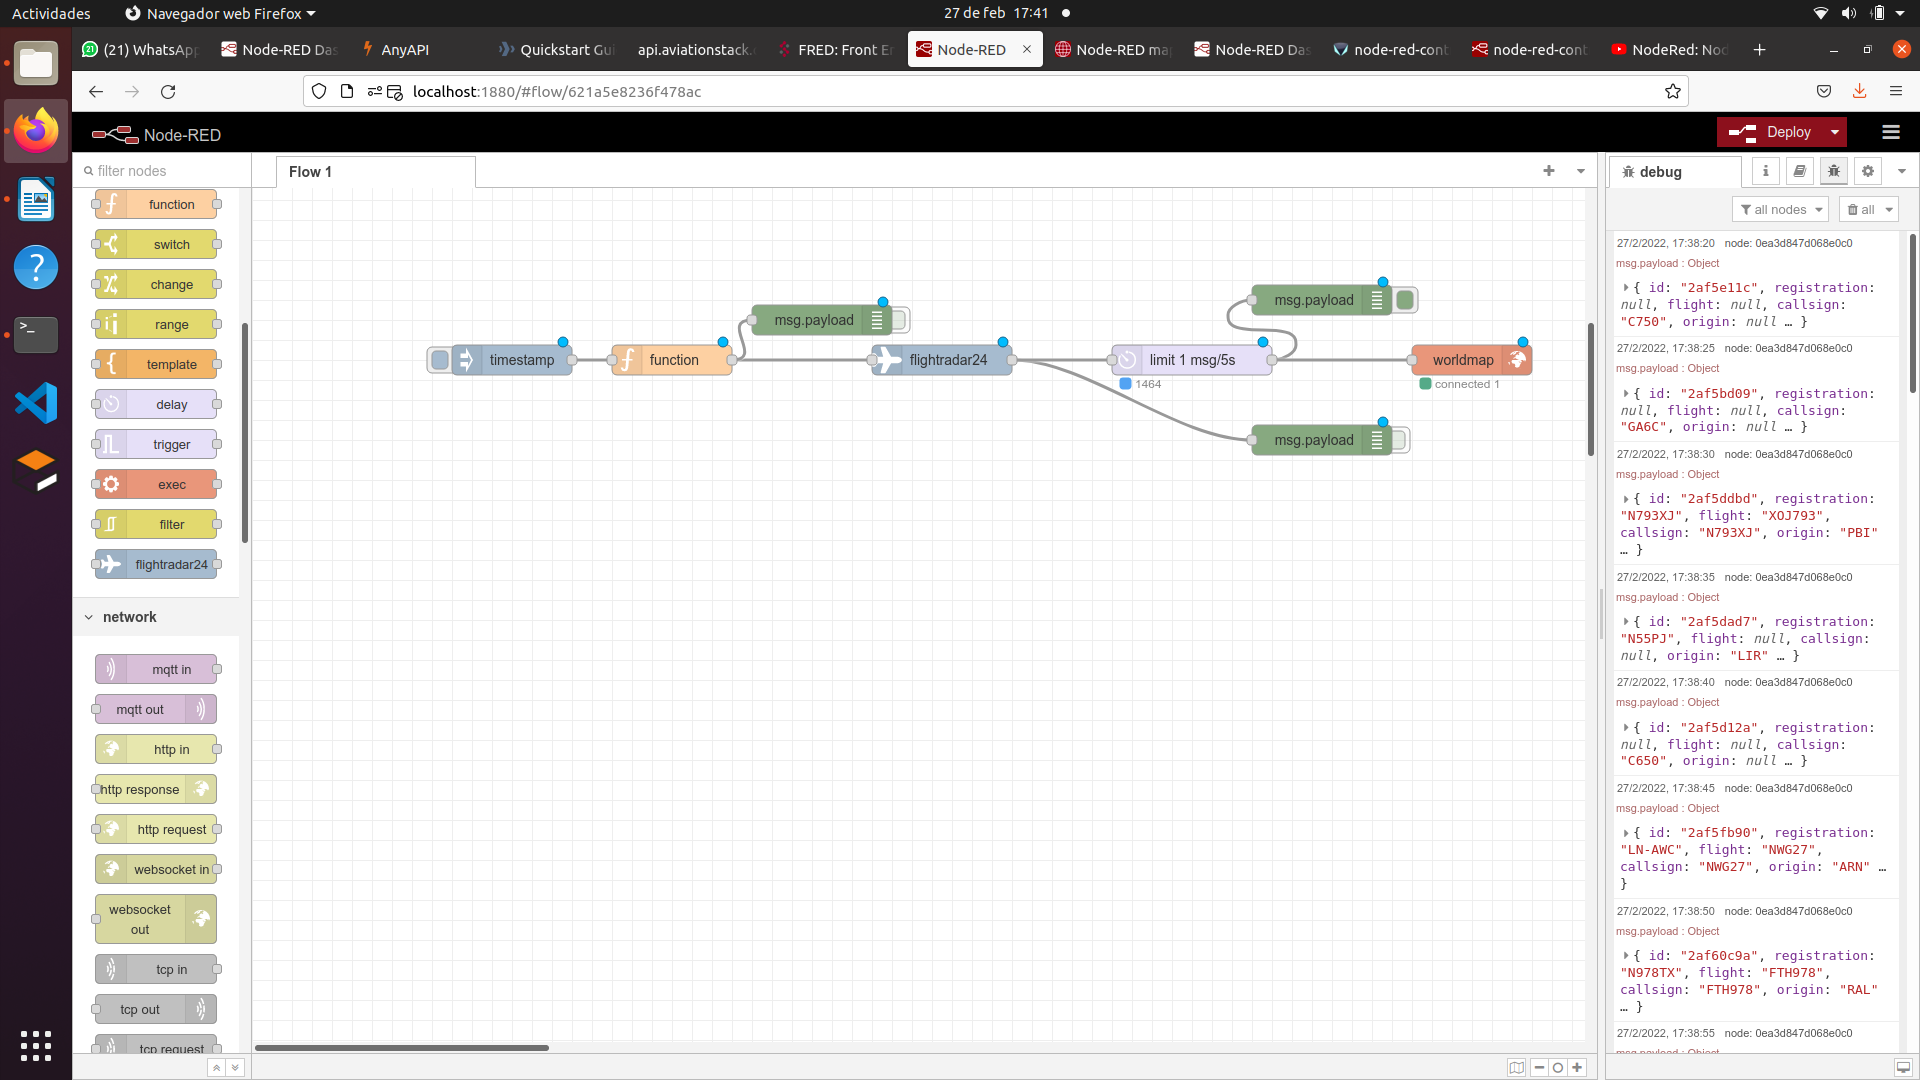 Actividades
Navegador web Firefox
27 de feb 17:41
(21) WhatsApp
Node-RED Das
AnyAPI
Quickstart Gui
api.aviationstack.c
FRED: Front En
Node-RED
Node-RED ma
Node-RED Das
node-red-cont
node-red-cont
NodeRed: Nod
localhost:1880/#flow/621a5e8236f478ac
Node-RED
Deploy
filter nodes
Flow 1
debug
all nodes
all
function
switch
change
range
template
delay
trigger
exec
filter
flightradar24
network
mqtt in
mqtt out
http in
http response
http request
websocket in
websocket
out
tcp in
tcp out
tcp request
timestamp
function
msg.payload
flightradar24
limit 1 msg/5s
1464
msg.payload
worldmap
connected 1
msg.payload
27/2/2022, 17:38:20 node: 0ea3d847d068e0c0
msg.payload : Object
{ id: "2af5e11c", registration:
null, flight: null, callsign:
"C750", origin: null … }
27/2/2022, 17:38:25 node: 0ea3d847d068e0c0
msg.payload : Object
{ id: "2af5bd09", registration:
null, flight: null, callsign:
"GA6C", origin: null … }
27/2/2022, 17:38:30 node: 0ea3d847d068e0c0
msg.payload : Object
{ id: "2af5ddbd", registration:
"N793XJ", flight: "XOJ793",
callsign: "N793XJ", origin: "PBI"
… }
27/2/2022, 17:38:35 node: 0ea3d847d068e0c0
msg.payload : Object
{ id: "2af5dad7", registration:
"N55PJ", flight: null, callsign:
null, origin: "LIR" … }
27/2/2022, 17:38:40 node: 0ea3d847d068e0c0
msg.payload : Object
{ id: "2af5d12a", registration:
null, flight: null, callsign:
"C650", origin: null … }
27/2/2022, 17:38:45 node: 0ea3d847d068e0c0
msg.payload : Object
{ id: "2af5fb90", registration:
"LN-AWC", flight: "NWG27",
callsign: "NWG27", origin: "ARN" …
}
27/2/2022, 17:38:50 node: 0ea3d847d068e0c0
msg.payload : Object
{ id: "2af60c9a", registration:
"N978TX", flight: "FTH978",
callsign: "FTH978", origin: "RAL"
… }
27/2/2022, 17:38:55 node: 0ea3d847d068e0c0
msg.payload : Object